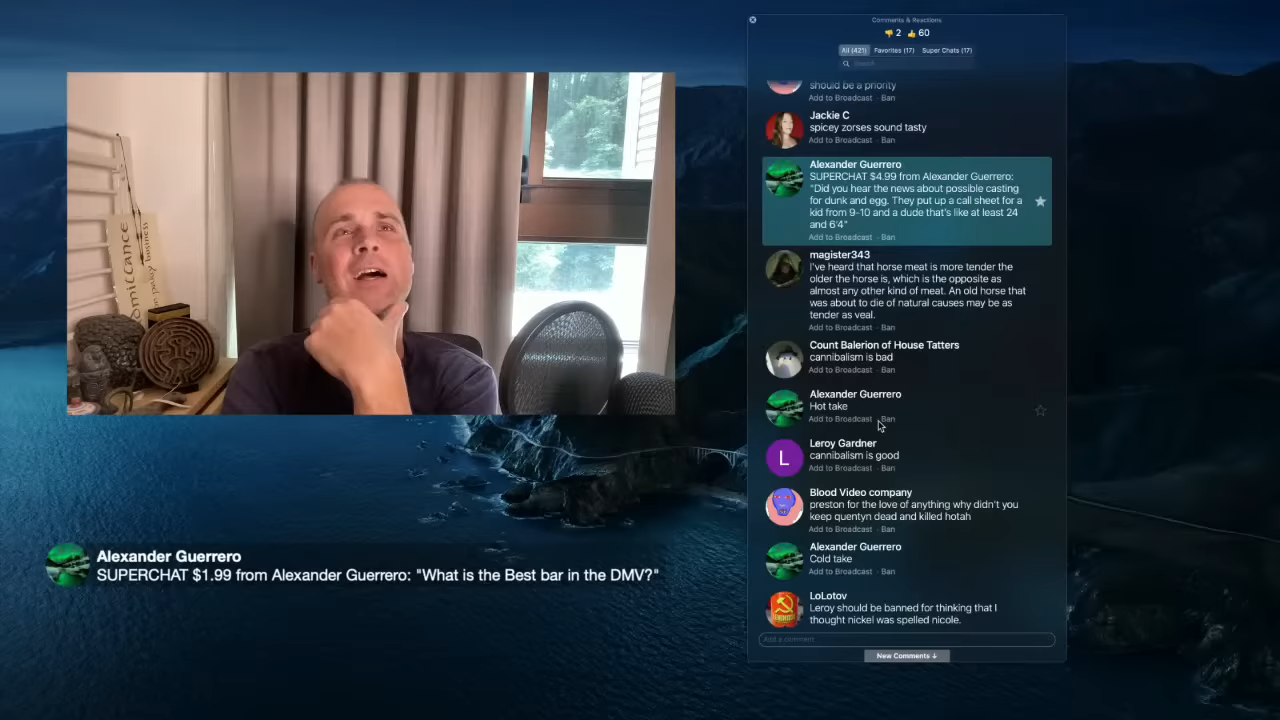 Comments & Reactions
👎 2 👍 60
All (421) Favorites (17) Super Chats (17)
Search
should be a priority
Add to Broadcast · Ban
Jackie C
spicey zorses sound tasty
Add to Broadcast · Ban
Alexander Guerrero
SUPERCHAT $4.99 from Alexander Guerrero:
"Did you hear the news about possible casting
for dunk and egg. They put up a call sheet for a
kid from 9-10 and a dude that's like at least 24
and 6'4"
Add to Broadcast · Ban
magister343
I've heard that horse meat is more tender the
older the horse is, which is the opposite as
almost any other kind of meat. An old horse that
was about to die of natural causes may be as
tender as veal.
Add to Broadcast · Ban
Count Balerion of House Tatters
cannibalism is bad
Add to Broadcast · Ban
Alexander Guerrero
Hot take
Add to Broadcast · Ban
L
Leroy Gardner
cannibalism is good
Add to Broadcast · Ban
Blood Video company
preston for the love of anything why didn't you
keep quentyn dead and killed hotah
Add to Broadcast · Ban
Alexander Guerrero
Cold take
Add to Broadcast · Ban
LoLotov
Leroy should be banned for thinking that I
thought nickel was spelled nicole.
Add a comment
New Comments ↓
Alexander Guerrero
SUPERCHAT $1.99 from Alexander Guerrero: "What is the Best bar in the DMV?"